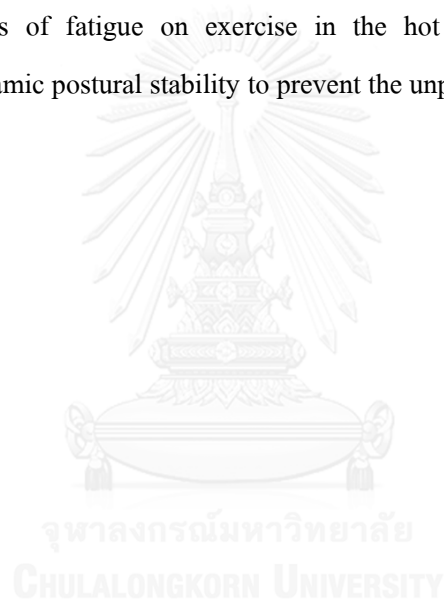 s of fatigue on exercise in the hot
amic postural stability to prevent the
จุฬาลงกรณ์มหาวิทยาลัย
CHULALONGKORN UNIVERSITY